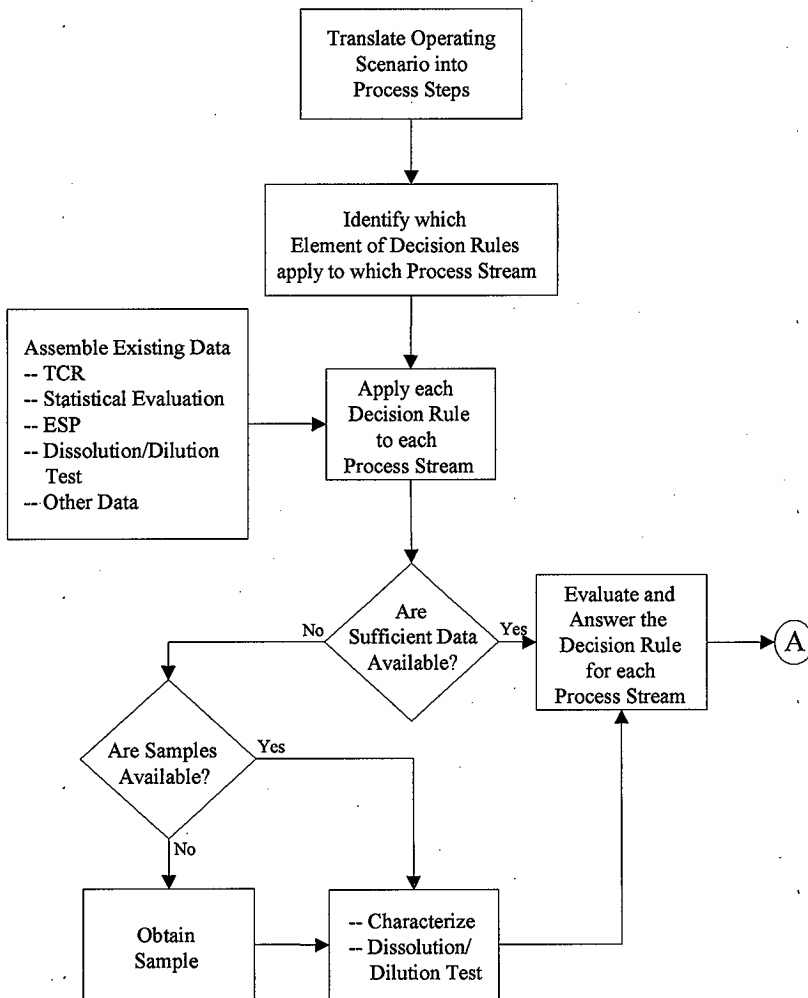 Translate Operating
Scenario into
Process Steps
Identify which
Element of Decision Rules
apply to which Process Stream
Assemble Existing Data
-- TCR
-- Statistical Evaluation
-- ESP
-- Dissolution/Dilution
Test
-- Other Data
Apply each
Decision Rule
to each
Process Stream
Are
Sufficient Data
Available?
No
Yes
Evaluate and
Answer the
Decision Rule
for each
Process Stream
A
Are Samples
Available?
Yes
No
Obtain
Sample
-- Characterize
-- Dissolution/
Dilution Test